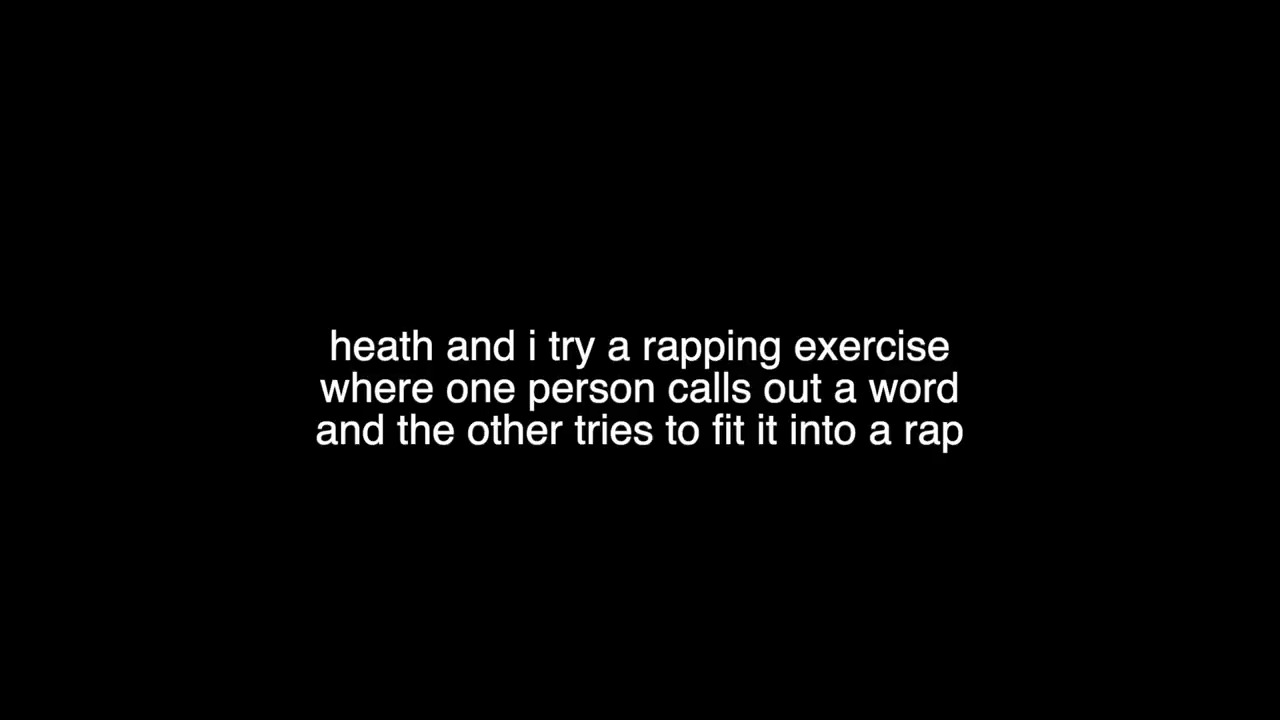 heath and i try a rapping exercise
where one person calls out a word
and the other tries to fit it into a rap